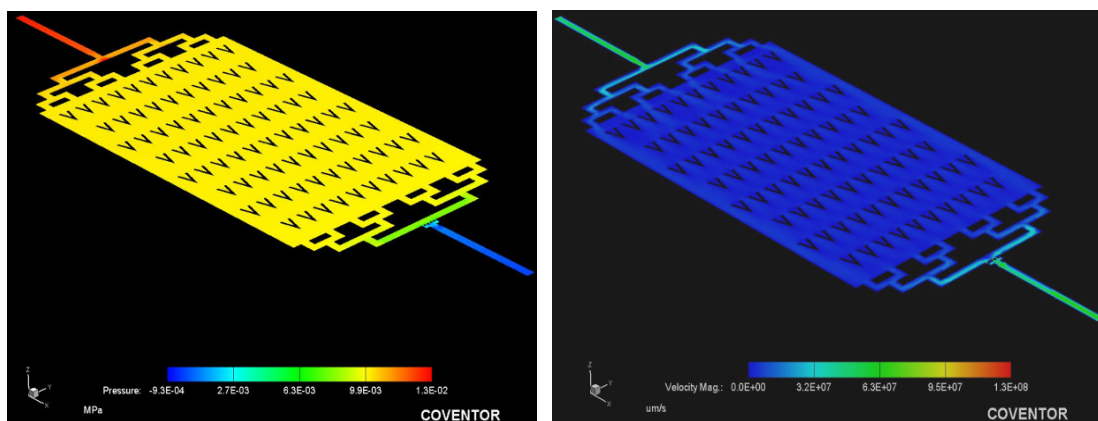 Z
Y
X
Pressure: -9.3E-04 2.7E-03 6.3E-03 9.9E-03 1.3E-02
MPa
COVENTOR
Z
Y
X
Velocity Mag.: 0.0E+00 3.2E+07 6.3E+07 9.5E+07 1.3E+08
um/s
COVENTOR